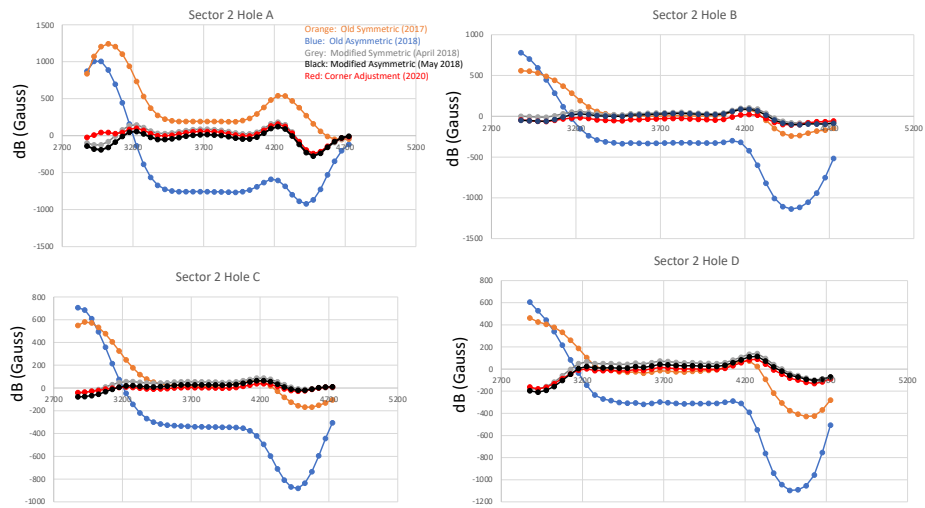 Sector 2 Hole A
Orange: Old Symmetric (2017)
Blue: Old Asymmetric (2018)
Grey: Modified Symmetric (April 2018)
Black: Modified Asymmetric (May 2018)
Red: Corner Adjustment (2020)
dB (Gauss)
1500
1000
500
0
-500
-1000
-1500
2700 3200 3700 4200 4700 5200
Sector 2 Hole B
dB (Gauss)
1000
500
0
-500
-1000
-1500
2700 3200 3700 4200 4700 5200
Sector 2 Hole C
dB (Gauss)
800
600
400
200
0
-200
-400
-600
-800
-1000
2700 3200 3700 4200 4700 5200
Sector 2 Hole D
dB (Gauss)
800
600
400
200
0
-200
-400
-600
-800
-1000
-1200
2700 3200 3700 4200 4700 5200